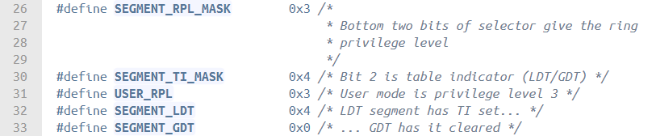 26 #define SEGMENT_RPL_MASK 0x3 /*
27 * Bottom two bits of selector give the ring
28 * privilege level
29 */
30 #define SEGMENT_TI_MASK 0x4 /* Bit 2 is table indicator (LDT/GDT) */
31 #define USER_RPL 0x3 /* User mode is privilege level 3 */
32 #define SEGMENT_LDT 0x4 /* LDT segment has TI set... */
33 #define SEGMENT_GDT 0x0 /* ... GDT has it cleared */